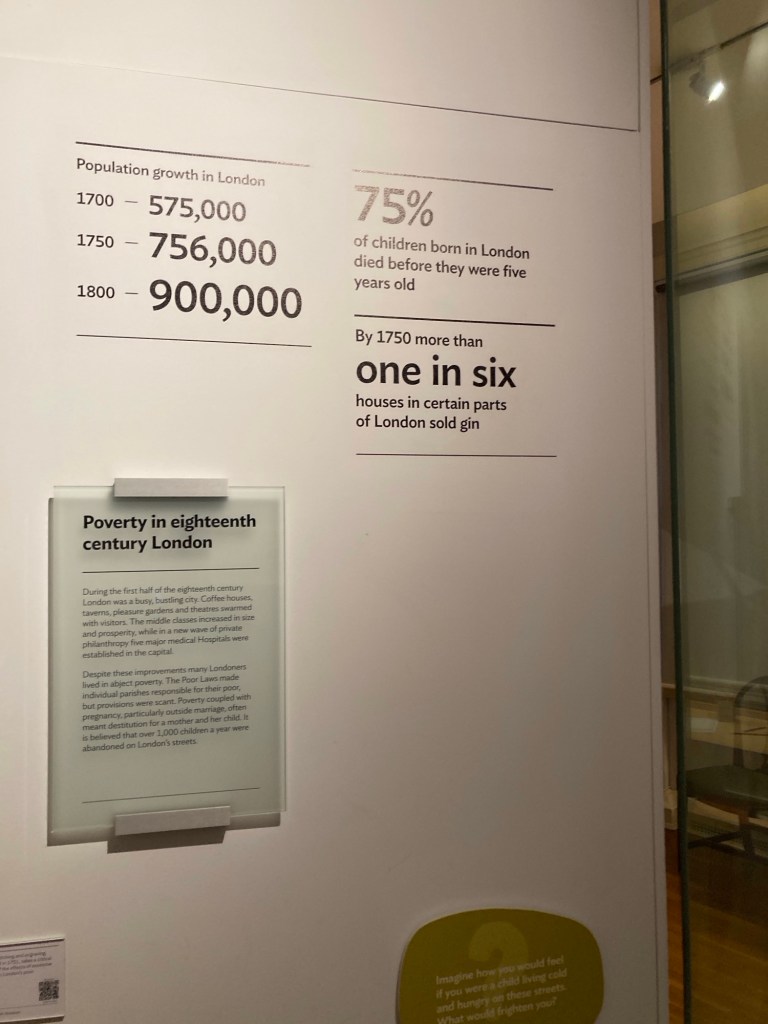 Population growth in London
1700 – 575,000
1750 – 756,000
1800 – 900,000
75%
of children born in London
died before they were five
years old
By 1750 more than
one in six
houses in certain parts
of London sold gin
Poverty in eighteenth
century London
During the first half of the eighteenth century
London was a busy, bustling city. Coffee houses,
taverns, pleasure gardens and theatres swarmed
with visitors. The middle classes increased in size
and prosperity, while in a new wave of private
philanthropy five major medical Hospitals were
established in the capital.
Despite these improvements many Londoners
lived in abject poverty. The Poor Laws made
individual parishes responsible for their poor,
but provisions were scant. Poverty coupled with
pregnancy, particularly outside marriage, often
meant destitution for a mother and her child. It
is believed that over 1,000 children a year were
abandoned on London's streets.
?
Imagine how you would feel
if you were a child living cold
and hungry on these streets.
What would frighten you?